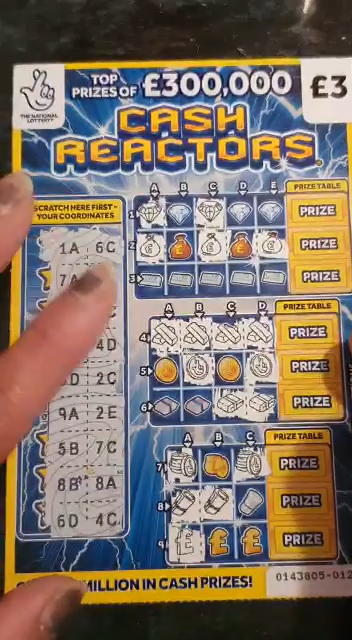 THE NATIONAL LOTTERY®
TOP PRIZES OF £300,000
£3
CASH REACTORS
SCRATCH HERE FIRST –
YOUR COORDINATES
1A 6C
7A
4D
D 2C
9A 2E
5B 7C
8B 8A
6D 4C
A B C D E PRIZE TABLE
1 PRIZE
2 PRIZE
3 PRIZE
A B C D PRIZE TABLE
4 PRIZE
5 PRIZE
6 PRIZE
A B C PRIZE TABLE
7 PRIZE
8 PRIZE
9 PRIZE
MILLION IN CASH PRIZES!
0143805-012